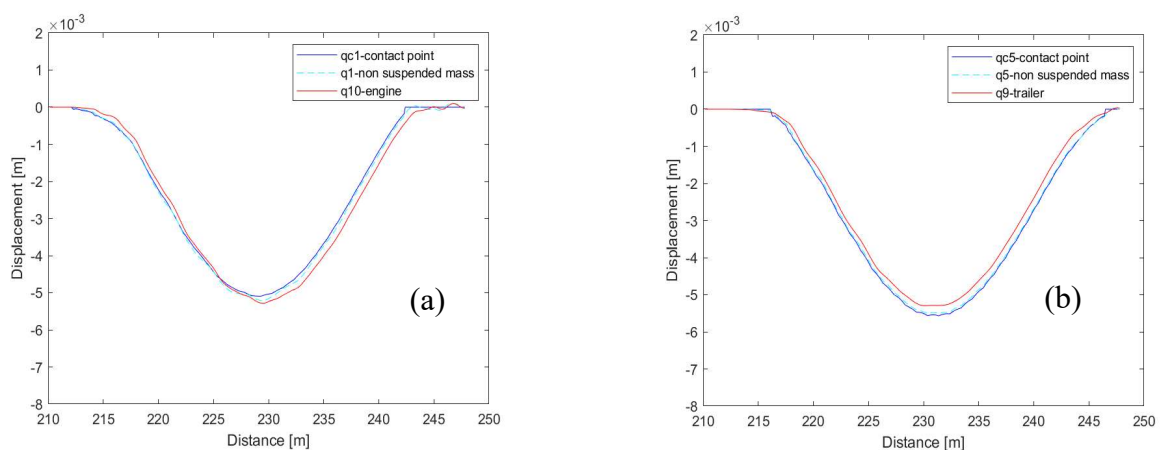 ×10⁻³
2
1
0
-1
-2
-3
-4
-5
-6
-7
-8
Displacement [m]
qc1-contact point
q1-non suspended mass
q10-engine
(a)
210 215 220 225 230 235 240 245 250
Distance [m]
×10⁻³
2
1
0
-1
-2
-3
-4
-5
-6
-7
-8
Displacement [m]
qc5-contact point
q5-non suspended mass
q9-trailer
(b)
210 215 220 225 230 235 240 245 250
Distance [m]